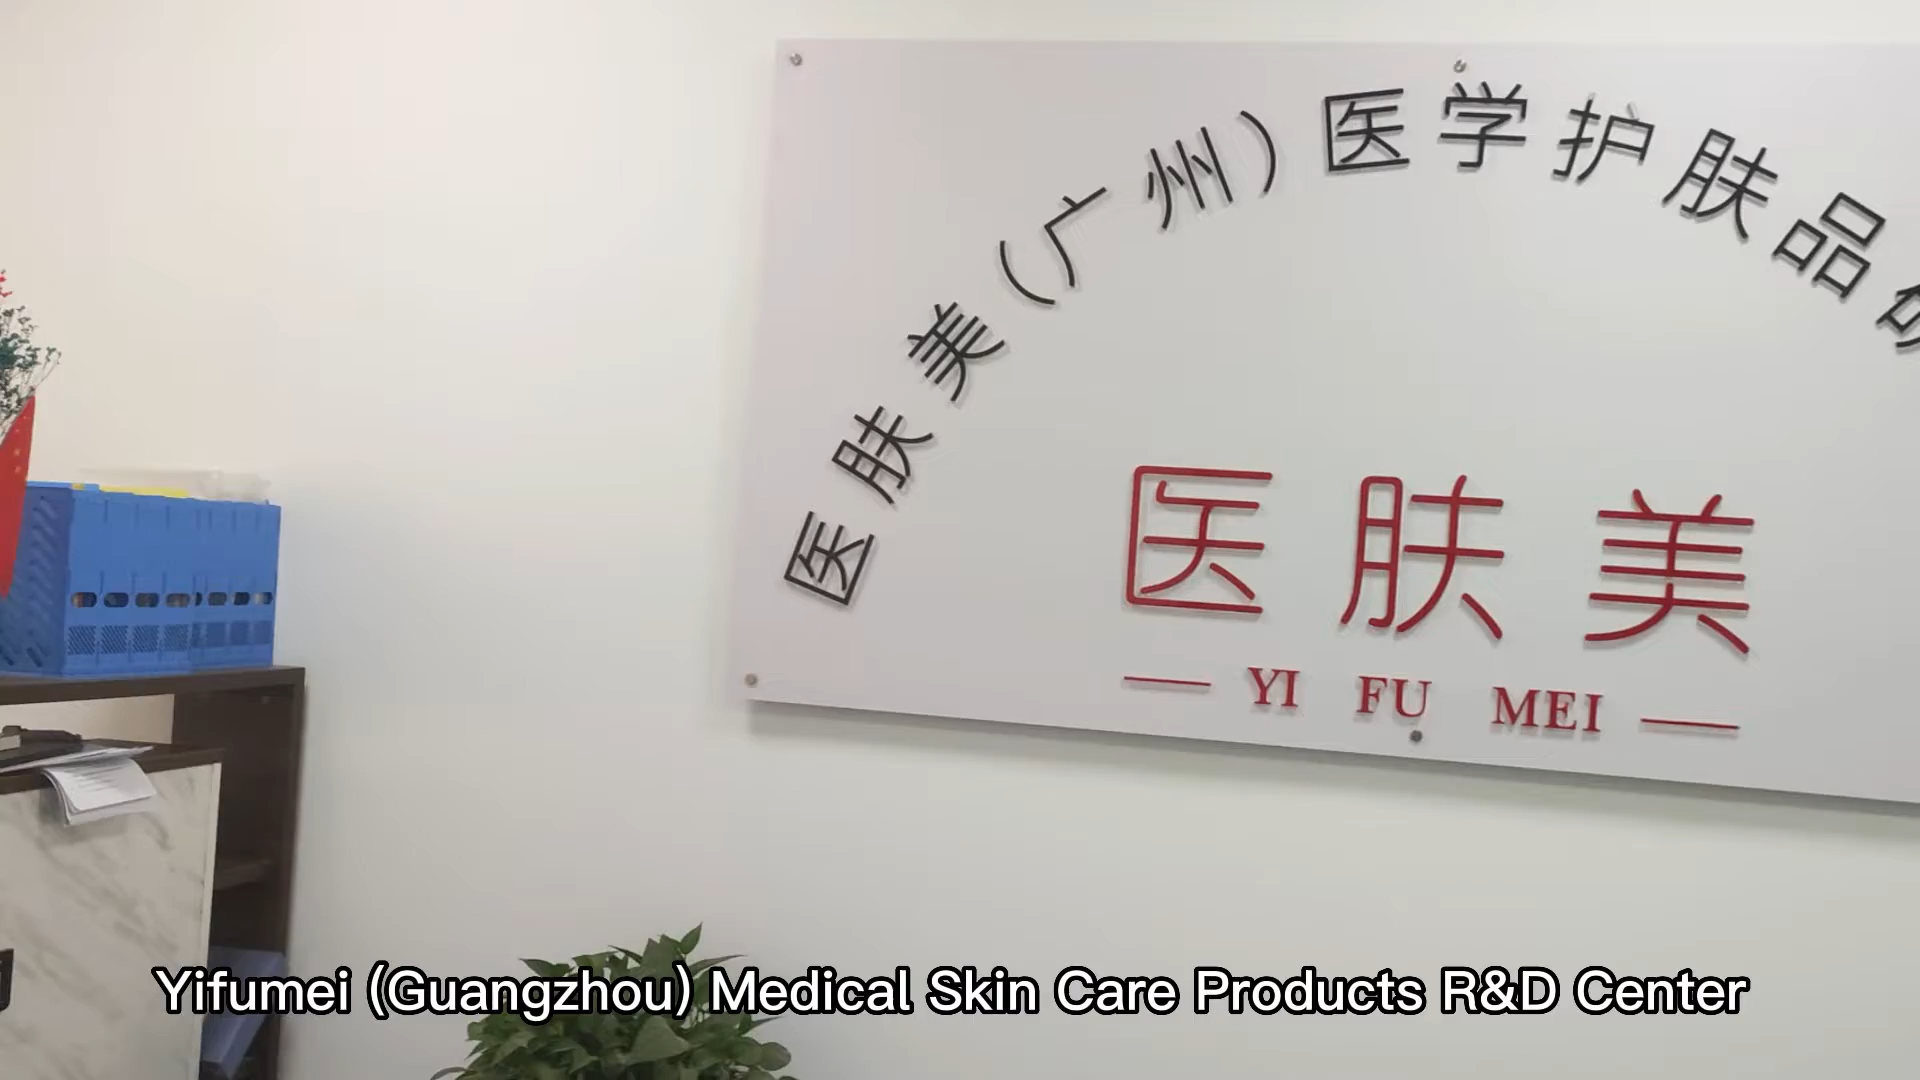 医肤美（广州）医学护肤品
医肤美
YI FU MEI
Yifumei (Guangzhou) Medical Skin Care Products R&D Center